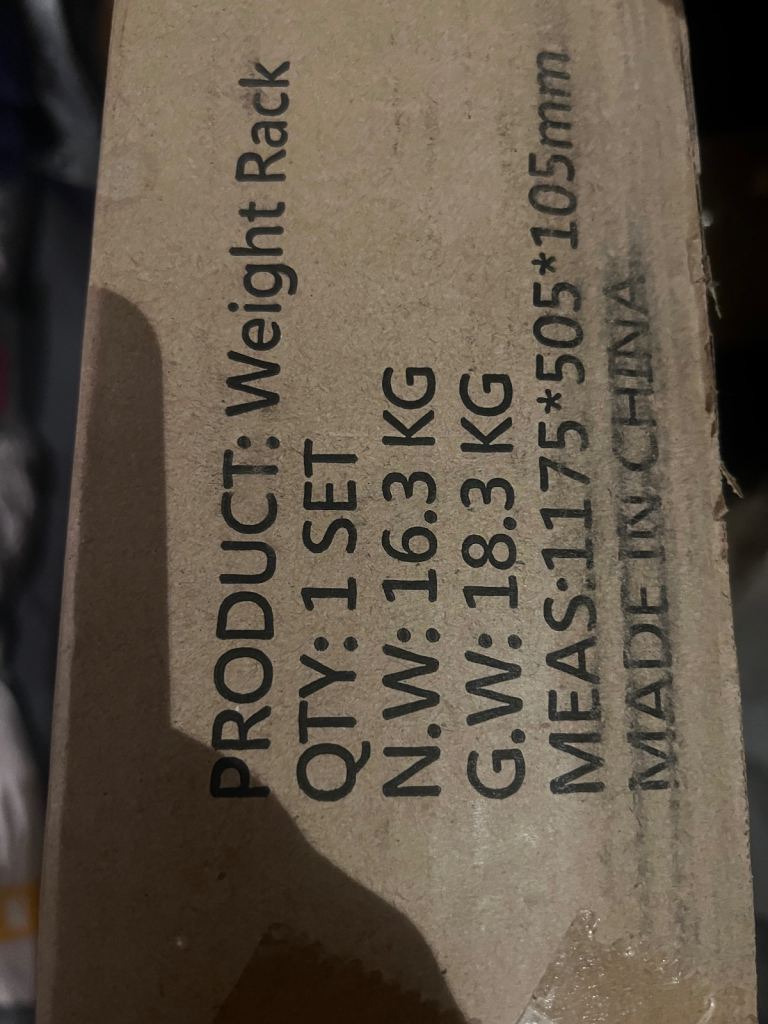 PRODUCT: Weight Rack
QTY: 1 SET
N.W: 16.3 KG
G.W: 18.3 KG
MEAS:1175*505*105mm
MADE IN CHINA